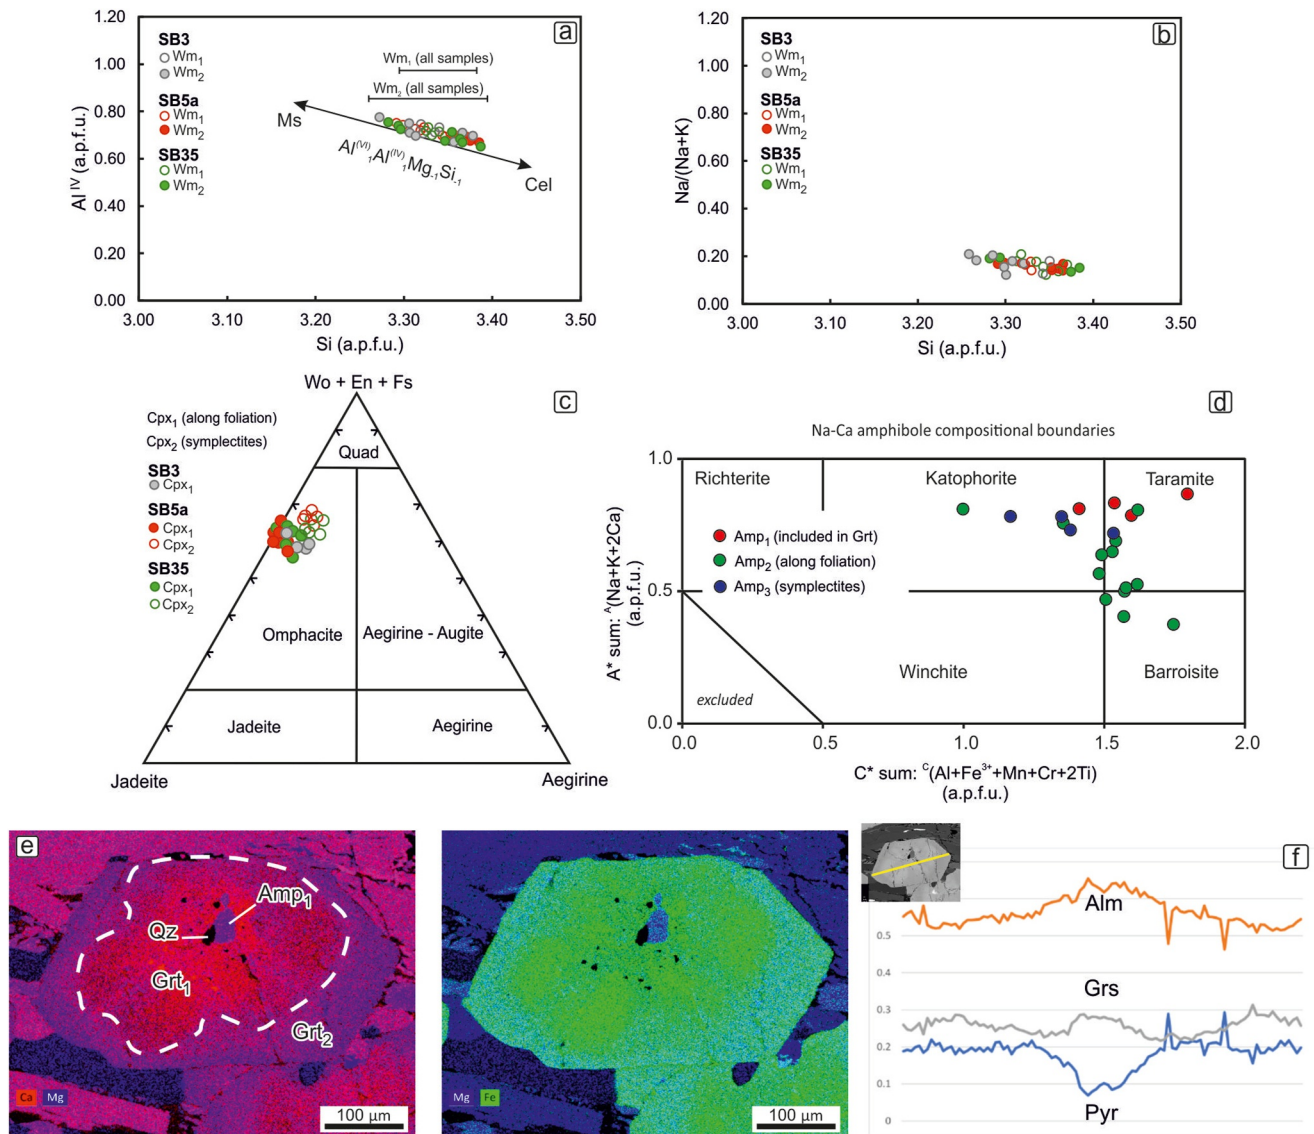 a
1.20
1.00
0.80
0.60
0.40
0.20
0.00
Al IV (a.p.f.u.)
3.00 3.10 3.20 3.30 3.40 3.50
Si (a.p.f.u.)
SB3
Wm1
Wm2
SB5a
Wm1
Wm2
SB35
Wm1
Wm2
Wm1 (all samples)
Wm2 (all samples)
Ms
Al(VI)1Al(IV)1Mg-1Si-1
Cel
b
1.20
1.00
0.80
0.60
0.40
0.20
0.00
Na/(Na+K)
3.00 3.10 3.20 3.30 3.40 3.50
Si (a.p.f.u.)
SB3
Wm1
Wm2
SB5a
Wm1
Wm2
SB35
Wm1
Wm2
c
Wo + En + Fs
Cpx1 (along foliation)
Cpx2 (symplectites)
SB3
Cpx1
SB5a
Cpx1
Cpx2
SB35
Cpx1
Cpx2
Quad
Omphacite
Aegirine - Augite
Jadeite
Aegirine
Jadeite
Aegirine
d
Na-Ca amphibole compositional boundaries
1.0
0.5
0.0
A* sum: A(Na+K+2Ca)
(a.p.f.u.)
Richterite
Katophorite
Taramite
Amp1 (included in Grt)
Amp2 (along foliation)
Amp3 (symplectites)
Winchite
Barroisite
excluded
0.0 0.5 1.0 1.5 2.0
C* sum: C(Al+Fe3++Mn+Cr+2Ti)
(a.p.f.u.)
e
Amp1
Qz
Grt1
Grt2
Ca Mg
100 µm
Mg Fe
100 µm
f
Alm
0.5
0.4
Grs
0.3
0.2
0.1
Pyr
0